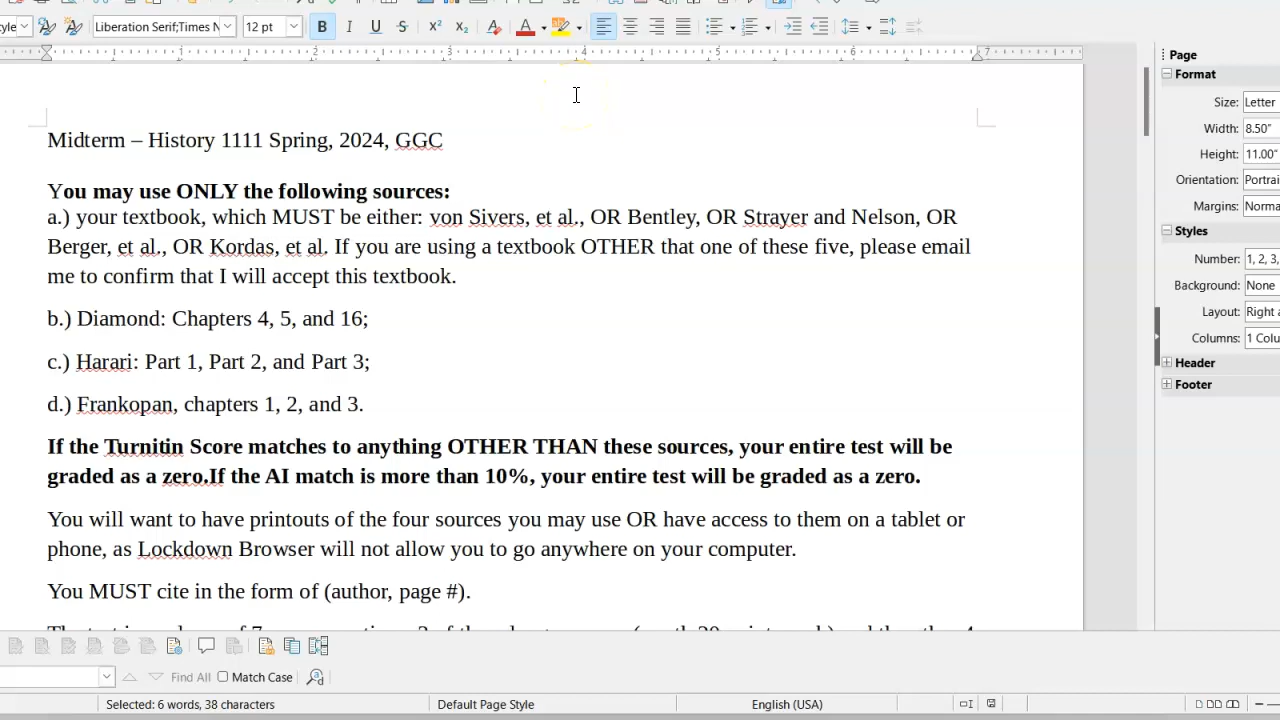 yle
Liberation Serif;Times N
12 pt
Midterm – History 1111 Spring, 2024, GGC
You may use ONLY the following sources:
a.) your textbook, which MUST be either: von Sivers, et al., OR Bentley, OR Strayer and Nelson, OR
Berger, et al., OR Kordas, et al. If you are using a textbook OTHER that one of these five, please email
me to confirm that I will accept this textbook.
b.) Diamond: Chapters 4, 5, and 16;
c.) Harari: Part 1, Part 2, and Part 3;
d.) Frankopan, chapters 1, 2, and 3.
If the Turnitin Score matches to anything OTHER THAN these sources, your entire test will be
graded as a zero.If the AI match is more than 10%, your entire test will be graded as a zero.
You will want to have printouts of the four sources you may use OR have access to them on a tablet or
phone, as Lockdown Browser will not allow you to go anywhere on your computer.
You MUST cite in the form of (author, page #).
Page
Format
Size: Letter
Width: 8.50"
Height: 11.00"
Orientation: Portrai
Margins: Norma
Styles
Number: 1, 2, 3,
Background: None
Layout: Right a
Columns: 1 Colu
Header
Footer
Find All
Match Case
Selected: 6 words, 38 characters
Default Page Style
English (USA)